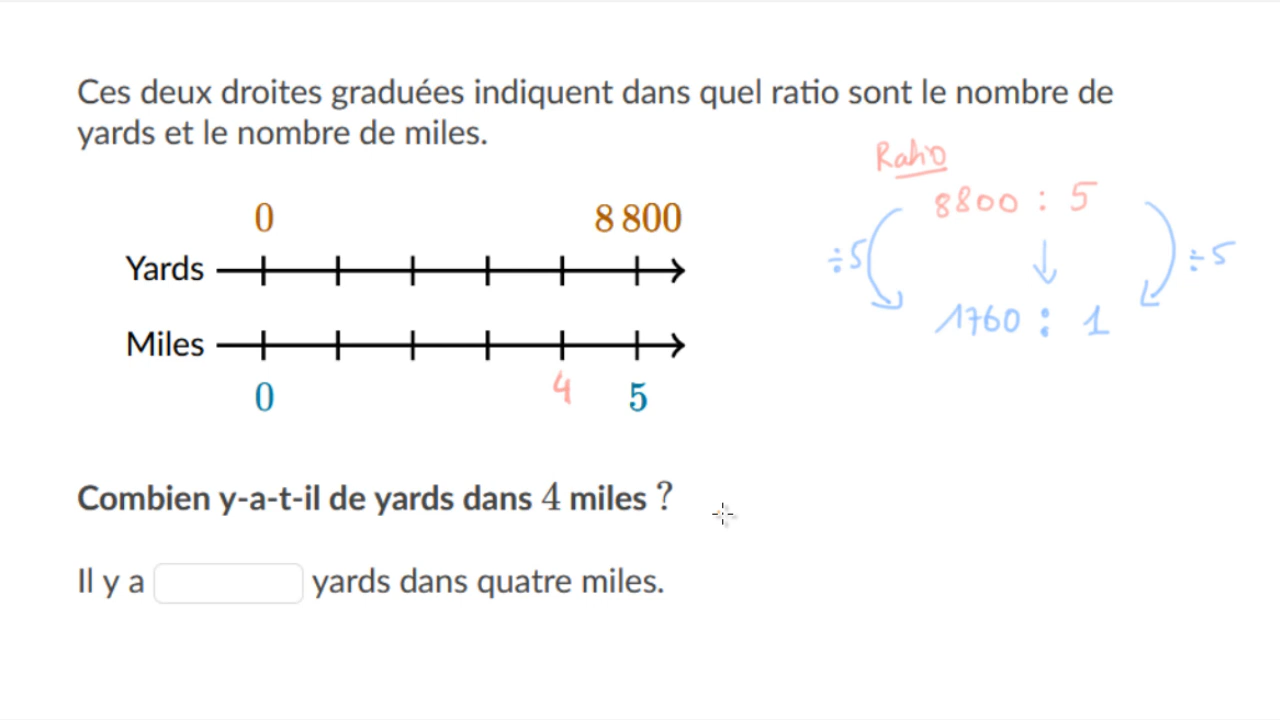 Ces deux droites graduées indiquent dans quel ratio sont le nombre de
yards et le nombre de miles.
Ratio
8800 : 5
÷5
÷5
1760 : 1
0
8 800
Yards
Miles
0
4
5
Combien y-a-t-il de yards dans 4 miles ?
Il y a
yards dans quatre miles.